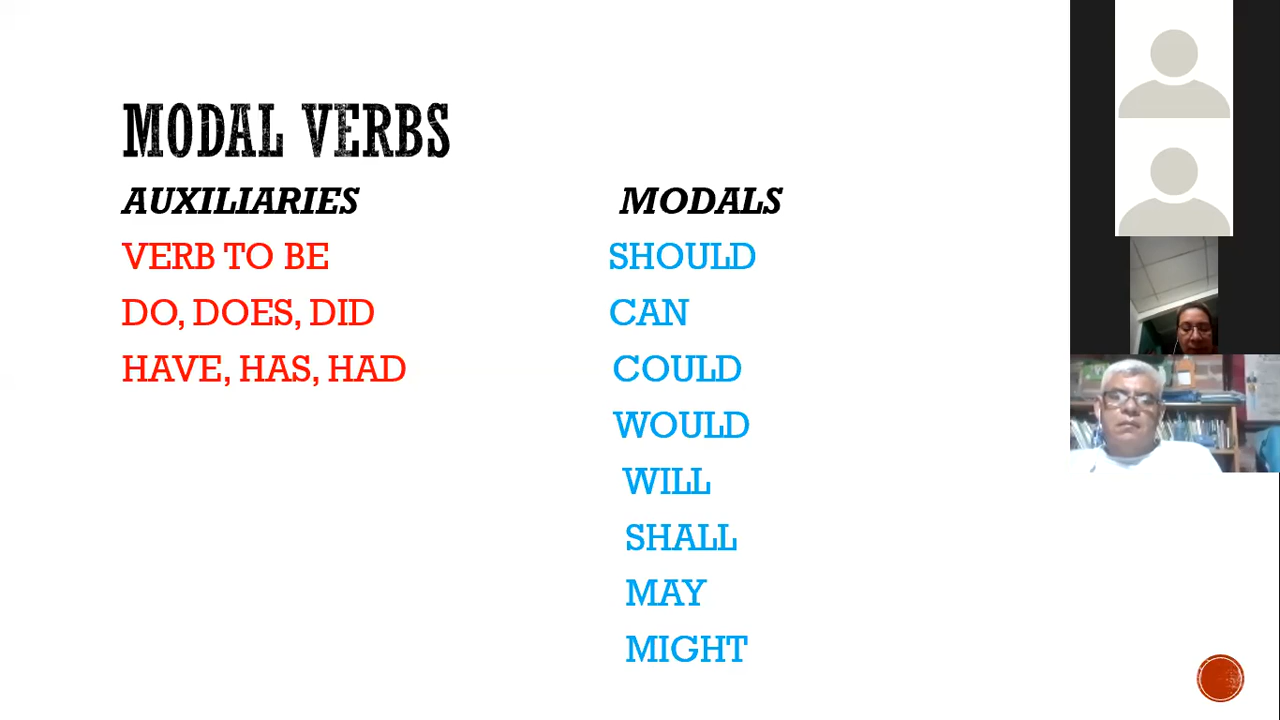 MODAL VERBS
AUXILIARIES MODALS
VERB TO BE SHOULD
DO, DOES, DID CAN
HAVE, HAS, HAD COULD
WOULD
WILL
SHALL
MAY
MIGHT